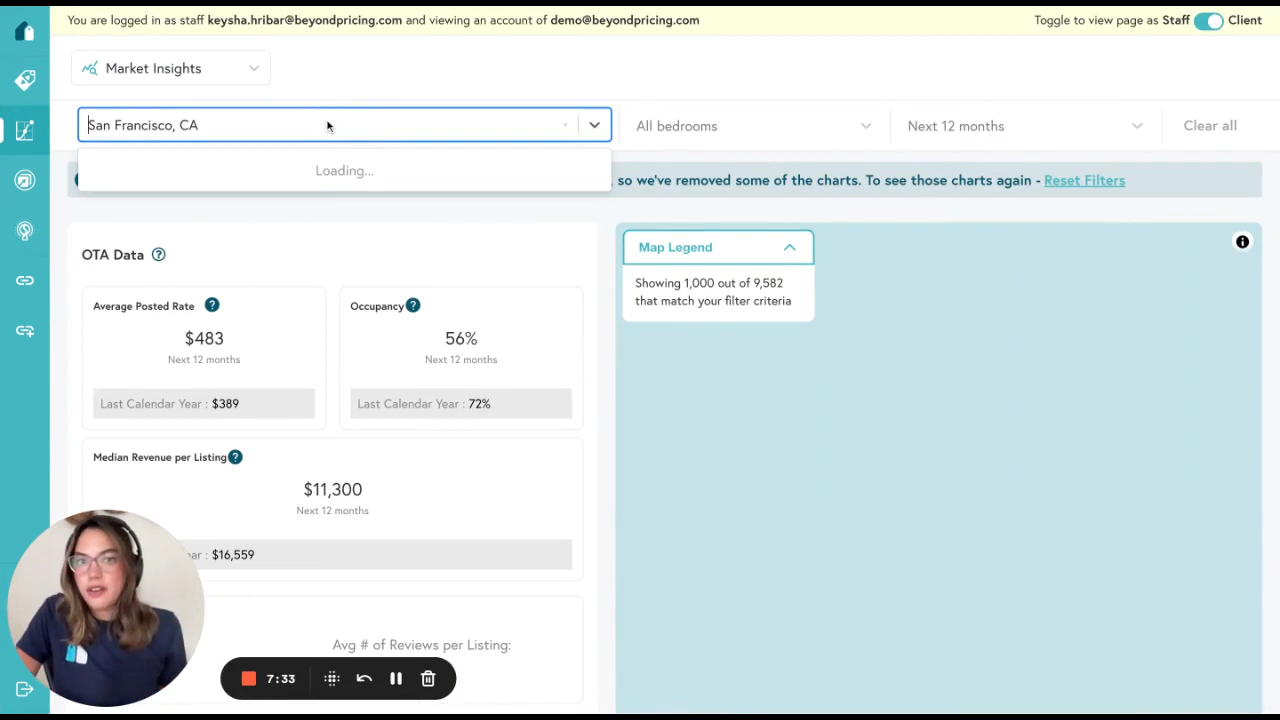 You are logged in as staff keysha.hribar@beyondpricing.com and viewing an account of demo@beyondpricing.com
Toggle to view page as Staff Client
Market Insights
San Francisco, CA
All bedrooms
Next 12 months
Clear all
Loading...
, so we've removed some of the charts. To see those charts again - Reset Filters
OTA Data ?
Average Posted Rate ?
$483
Next 12 months
Last Calendar Year : $389
Occupancy ?
56%
Next 12 months
Last Calendar Year : 72%
Median Revenue per Listing ?
$11,300
Next 12 months
ar : $16,559
Avg # of Reviews per Listing:
7:33
Map Legend
Showing 1,000 out of 9,582
that match your filter criteria
i